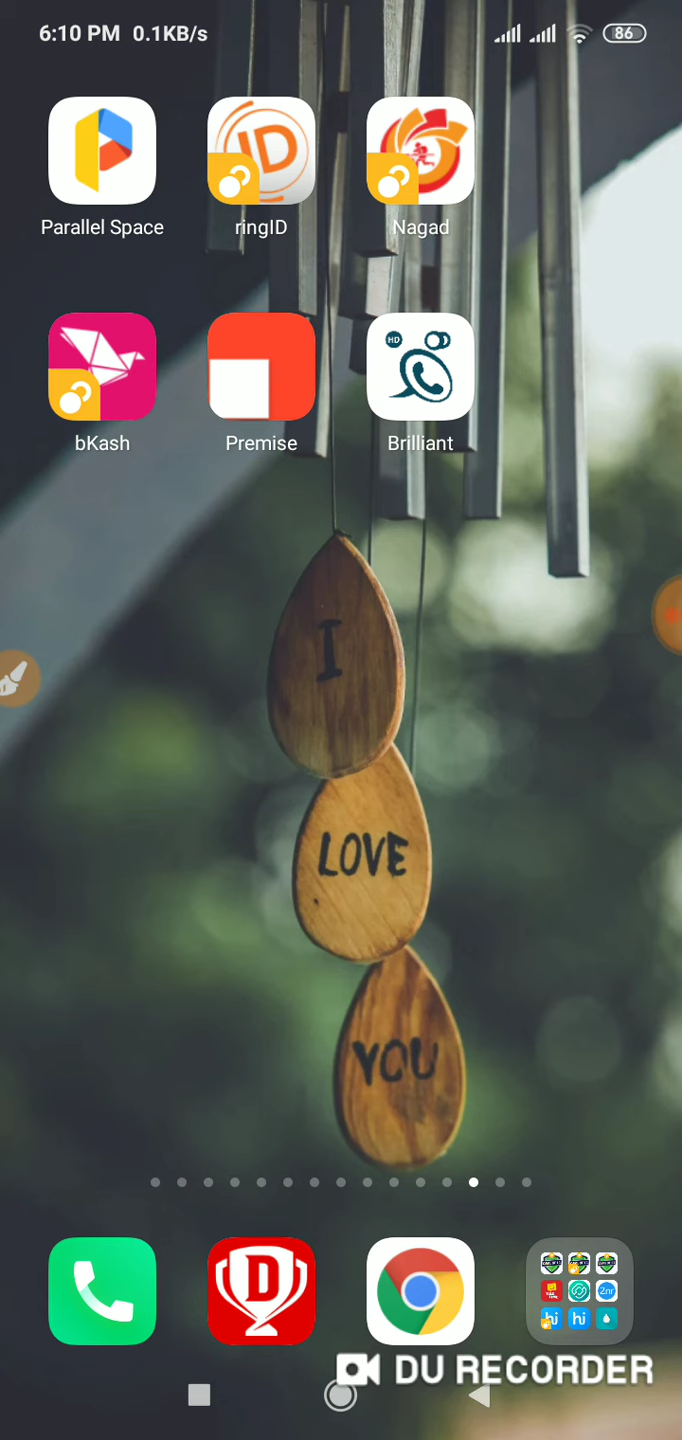 6:10 PM 0.1KB/s 86
Parallel Space ringID Nagad
bKash Premise Brilliant
I
LOVE
YOU
DU RECORDER